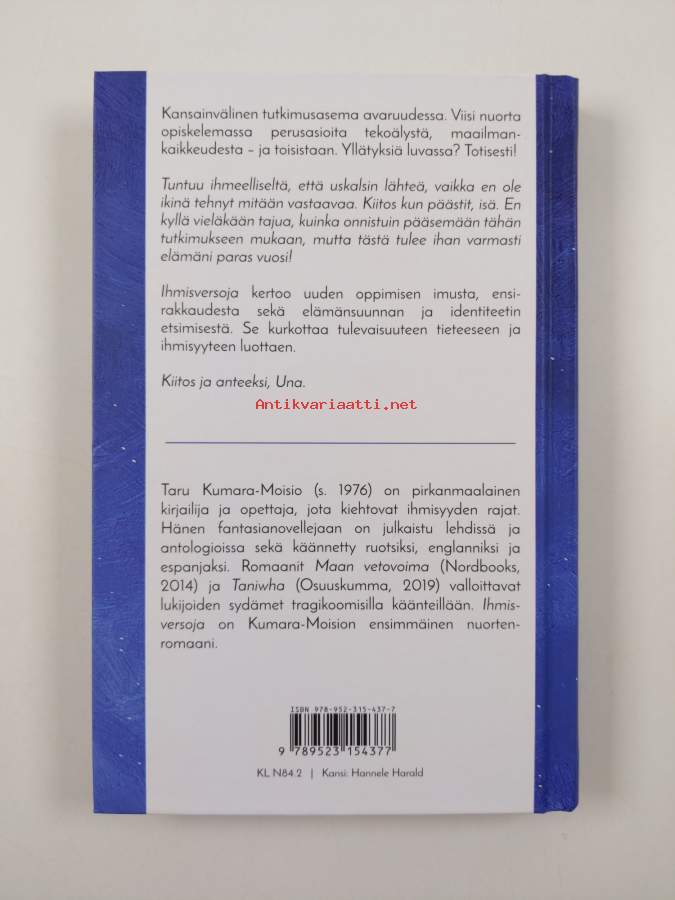 Kansainvälinen tutkimusasema avaruudessa. Viisi nuorta
opiskelemassa perusasioita tekoälystä, maailman-
kaikkeudesta – ja toisistaan. Yllätyksiä luvassa? Totisesti!
Tuntuu ihmeelliseltä, että uskalsin lähteä, vaikka en ole
ikinä tehnyt mitään vastaavaa. Kiitos kun päästit, isä. En
kyllä vieläkään tajua, kuinka onnistuin pääsemään tähän
tutkimukseen mukaan, mutta tästä tulee ihan varmasti
elämäni paras vuosi!
Ihmisversoja kertoo uuden oppimisen imusta, ensi-
rakkaudesta sekä elämänsuunnan ja identiteetin
etsimisestä. Se kurkottaa tulevaisuuteen tieteeseen ja
ihmisyyteen luottaen.
Kiitos ja anteeksi, Una.
Antikvariaatti.net
Taru Kumara-Moisio (s. 1976) on pirkanmaalainen
kirjailija ja opettaja, jota kiehtovat ihmisyyden rajat.
Hänen fantasianovellejaan on julkaistu lehdissä ja
antologioissa sekä käännetty ruotsiksi, englanniksi ja
espanjaksi. Romaanit Maan vetovoima (Nordbooks,
2014) ja Taniwha (Osuuskumma, 2019) valloittavat
lukijoiden sydämet tragikoomisilla käänteillään. Ihmis-
versoja on Kumara-Moision ensimmäinen nuorten-
romaani.
ISBN 978-952-315-437-7
9 789523 154377
KL N84.2 | Kansi: Hannele Harald